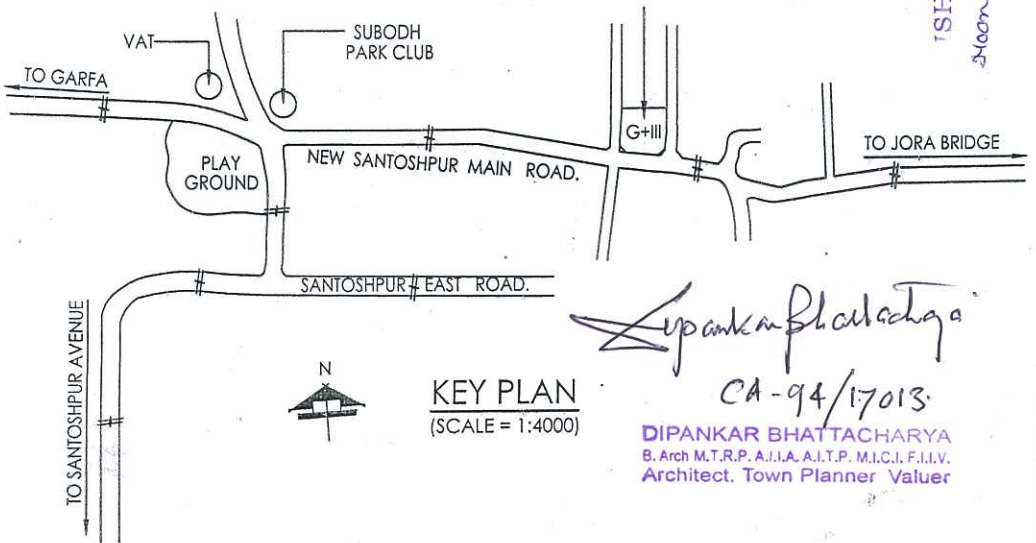 VAT
SUBODH
PARK CLUB
TO GARFA
PLAY
GROUND
NEW SANTOSHPUR MAIN ROAD.
G+III
TO JORA BRIDGE
SANTOSHPUR EAST ROAD.
TO SANTOSHPUR AVENUE
N
KEY PLAN
(SCALE = 1:4000)
Dipankar Bhattacharya
CA-94/17013.
DIPANKAR BHATTACHARYA
B. Arch M.T.R.P. A.I.I.A. A.I.T.P. M.I.C.I. F.I.I.V.
Architect. Town Planner Valuer